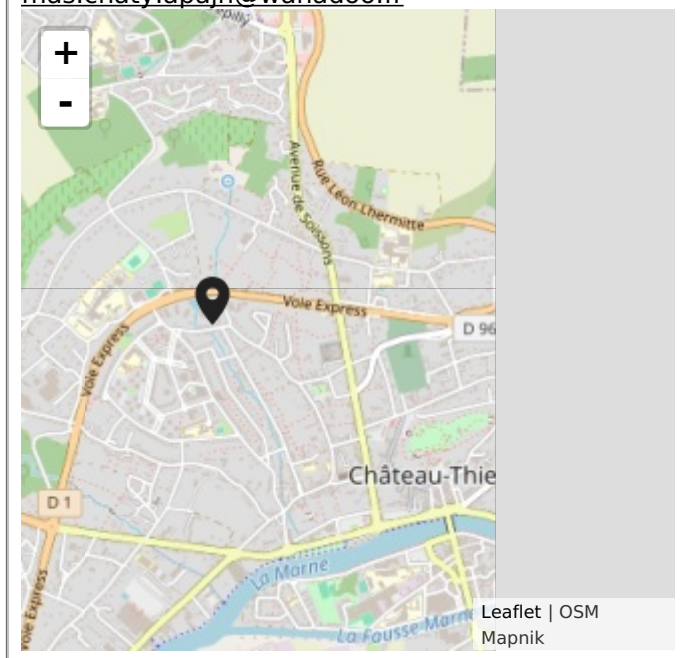 +
-
Avenue de Soissons
Rue Léon Lhermitte
Voie Express
D 96
Voie Express
Château-Thie
D 1
La Marne
Voie Express
La Fausse Marne
Leaflet | OSM
Mapnik